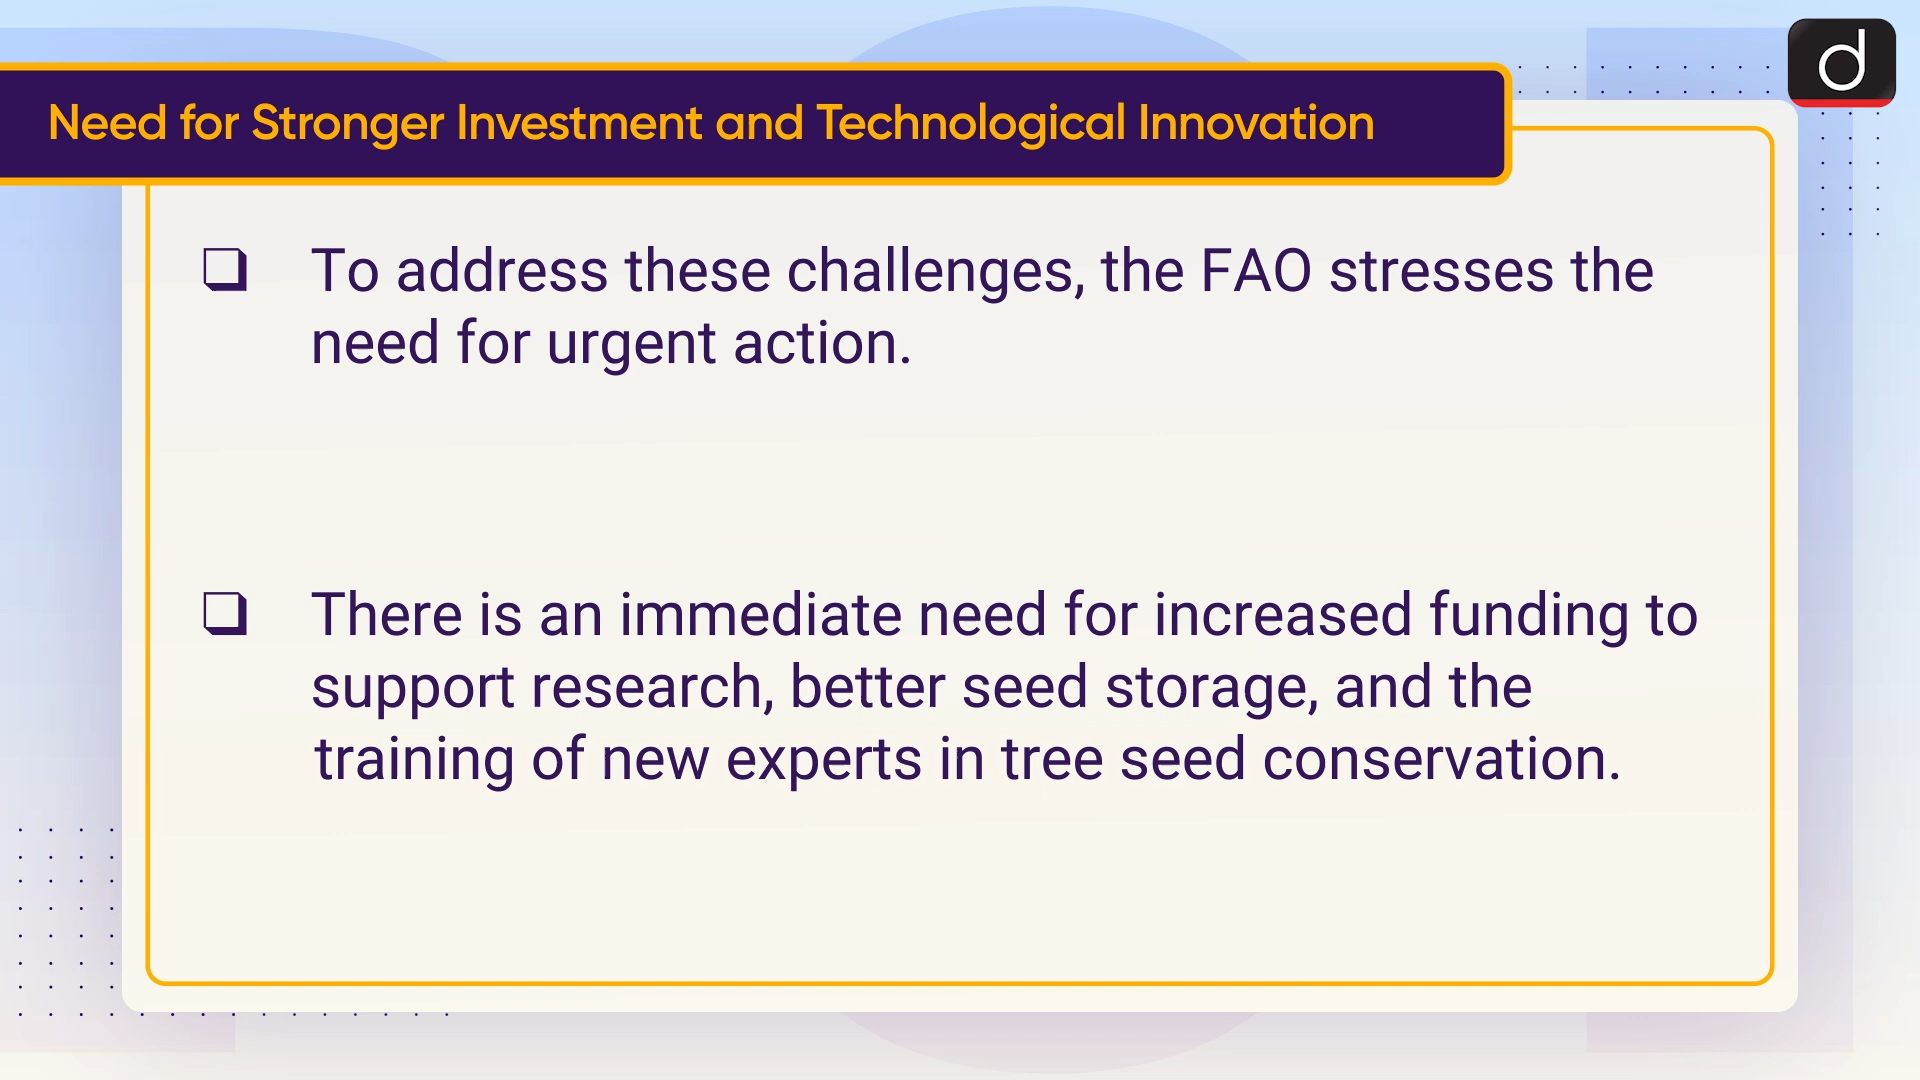 Need for Stronger Investment and Technological Innovation
d
❑ To address these challenges, the FAO stresses the
need for urgent action.
❑ There is an immediate need for increased funding to
support research, better seed storage, and the
training of new experts in tree seed conservation.